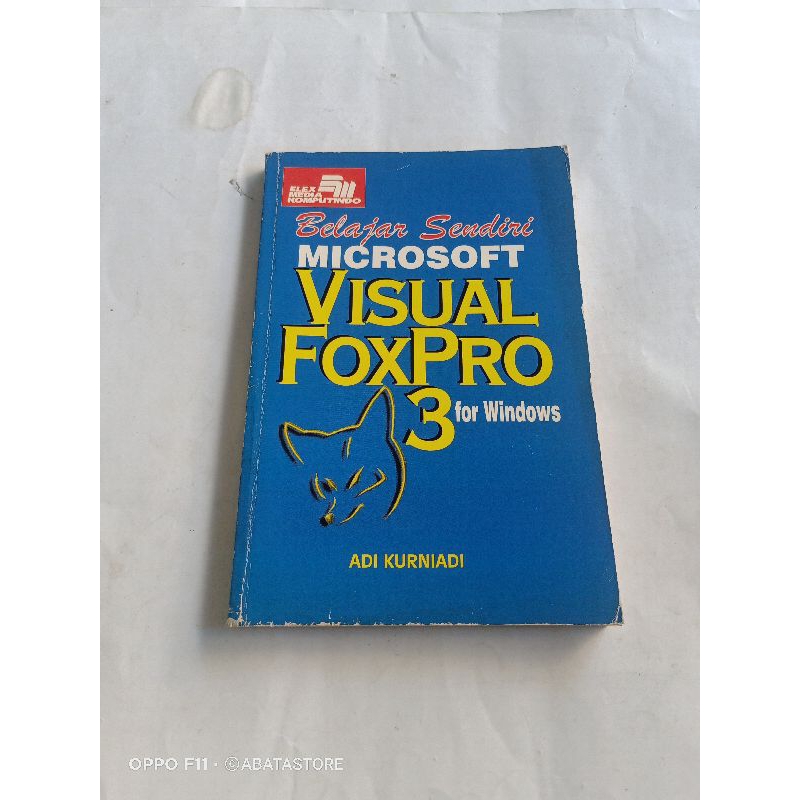 ELEX
MEDIA
KOMPUTINDO
Belajar Sendiri
MICROSOFT
VISUAL
FOXPRO
3 for Windows
ADI KURNIADI
OPPO F11 · ©ABATASTORE